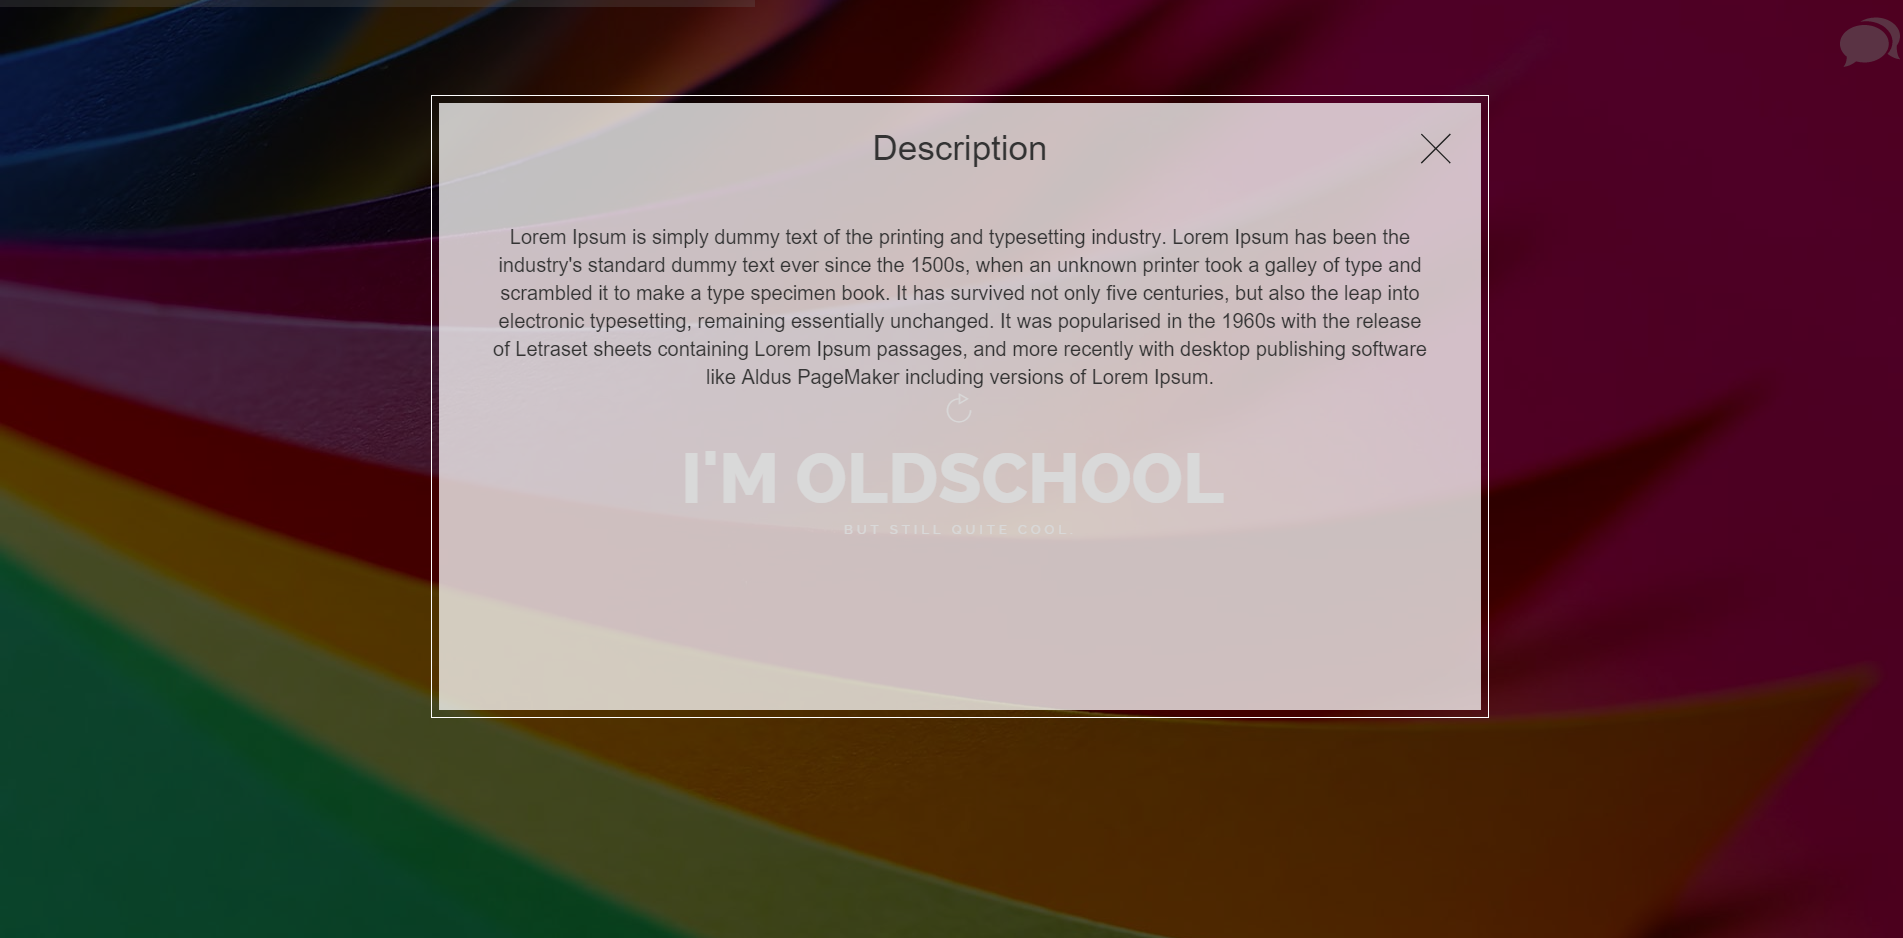 Description
Lorem Ipsum is simply dummy text of the printing and typesetting industry. Lorem Ipsum has been the
industry's standard dummy text ever since the 1500s, when an unknown printer took a galley of type and
scrambled it to make a type specimen book. It has survived not only five centuries, but also the leap into
electronic typesetting, remaining essentially unchanged. It was popularised in the 1960s with the release
of Letraset sheets containing Lorem Ipsum passages, and more recently with desktop publishing software
like Aldus PageMaker including versions of Lorem Ipsum.
I'M OLDSCHOOL
BUT STILL QUITE COOL.